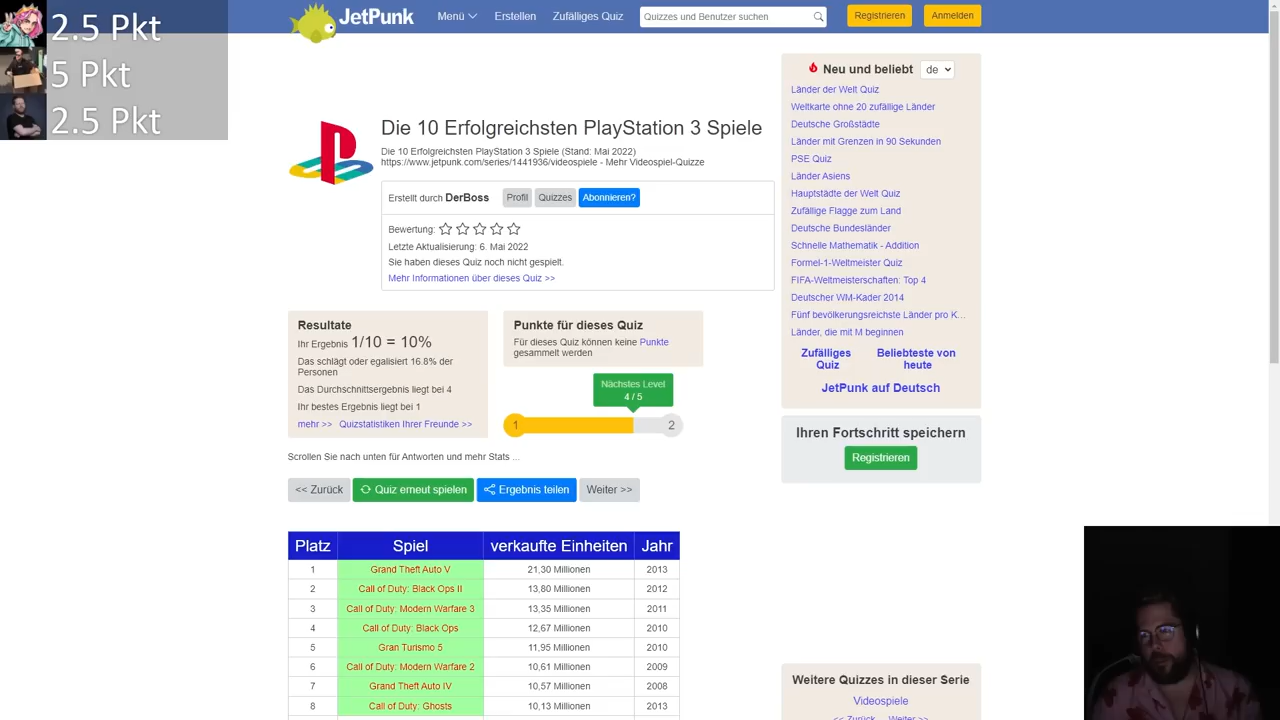 2.5 Pkt
5 Pkt
2.5 Pkt
JetPunk
Menü
Erstellen
Zufälliges Quiz
Quizzes und Benutzer suchen
Registrieren
Anmelden
Die 10 Erfolgreichsten PlayStation 3 Spiele
Die 10 Erfolgreichsten PlayStation 3 Spiele (Stand: Mai 2022)
https://www.jetpunk.com/series/1441936/videospiele - Mehr Videospiel-Quizze
Erstellt durch DerBoss Profil Quizzes Abonnieren?
Bewertung:
Letzte Aktualisierung: 6. Mai 2022
Sie haben dieses Quiz noch nicht gespielt.
Mehr Informationen über dieses Quiz >>
Resultate
Ihr Ergebnis 1/10 = 10%
Das schlägt oder egalisiert 16.8% der
Personen
Das Durchschnittsergebnis liegt bei 4
Ihr bestes Ergebnis liegt bei 1
mehr >> Quizstatistiken Ihrer Freunde >>
Punkte für dieses Quiz
Für dieses Quiz können keine Punkte
gesammelt werden
Nächstes Level
4 / 5
1 2
Scrollen Sie nach unten für Antworten und mehr Stats ...
<< Zurück Quiz erneut spielen Ergebnis teilen Weiter >>
Platz Spiel verkaufte Einheiten Jahr
1 Grand Theft Auto V 21,30 Millionen 2013
2 Call of Duty: Black Ops II 13,80 Millionen 2012
3 Call of Duty: Modern Warfare 3 13,35 Millionen 2011
4 Call of Duty: Black Ops 12,67 Millionen 2010
5 Gran Turismo 5 11,95 Millionen 2010
6 Call of Duty: Modern Warfare 2 10,61 Millionen 2009
7 Grand Theft Auto IV 10,57 Millionen 2008
8 Call of Duty: Ghosts 10,13 Millionen 2013
Neu und beliebt de
Länder der Welt Quiz
Weltkarte ohne 20 zufällige Länder
Deutsche Großstädte
Länder mit Grenzen in 90 Sekunden
PSE Quiz
Länder Asiens
Hauptstädte der Welt Quiz
Zufällige Flagge zum Land
Deutsche Bundesländer
Schnelle Mathematik - Addition
Formel-1-Weltmeister Quiz
FIFA-Weltmeisterschaften: Top 4
Deutscher WM-Kader 2014
Fünf bevölkerungsreichste Länder pro K...
Länder, die mit M beginnen
Zufälliges
Quiz
Beliebteste von
heute
JetPunk auf Deutsch
Ihren Fortschritt speichern
Registrieren
Weitere Quizzes in dieser Serie
Videospiele
<< Zurück Weiter >>